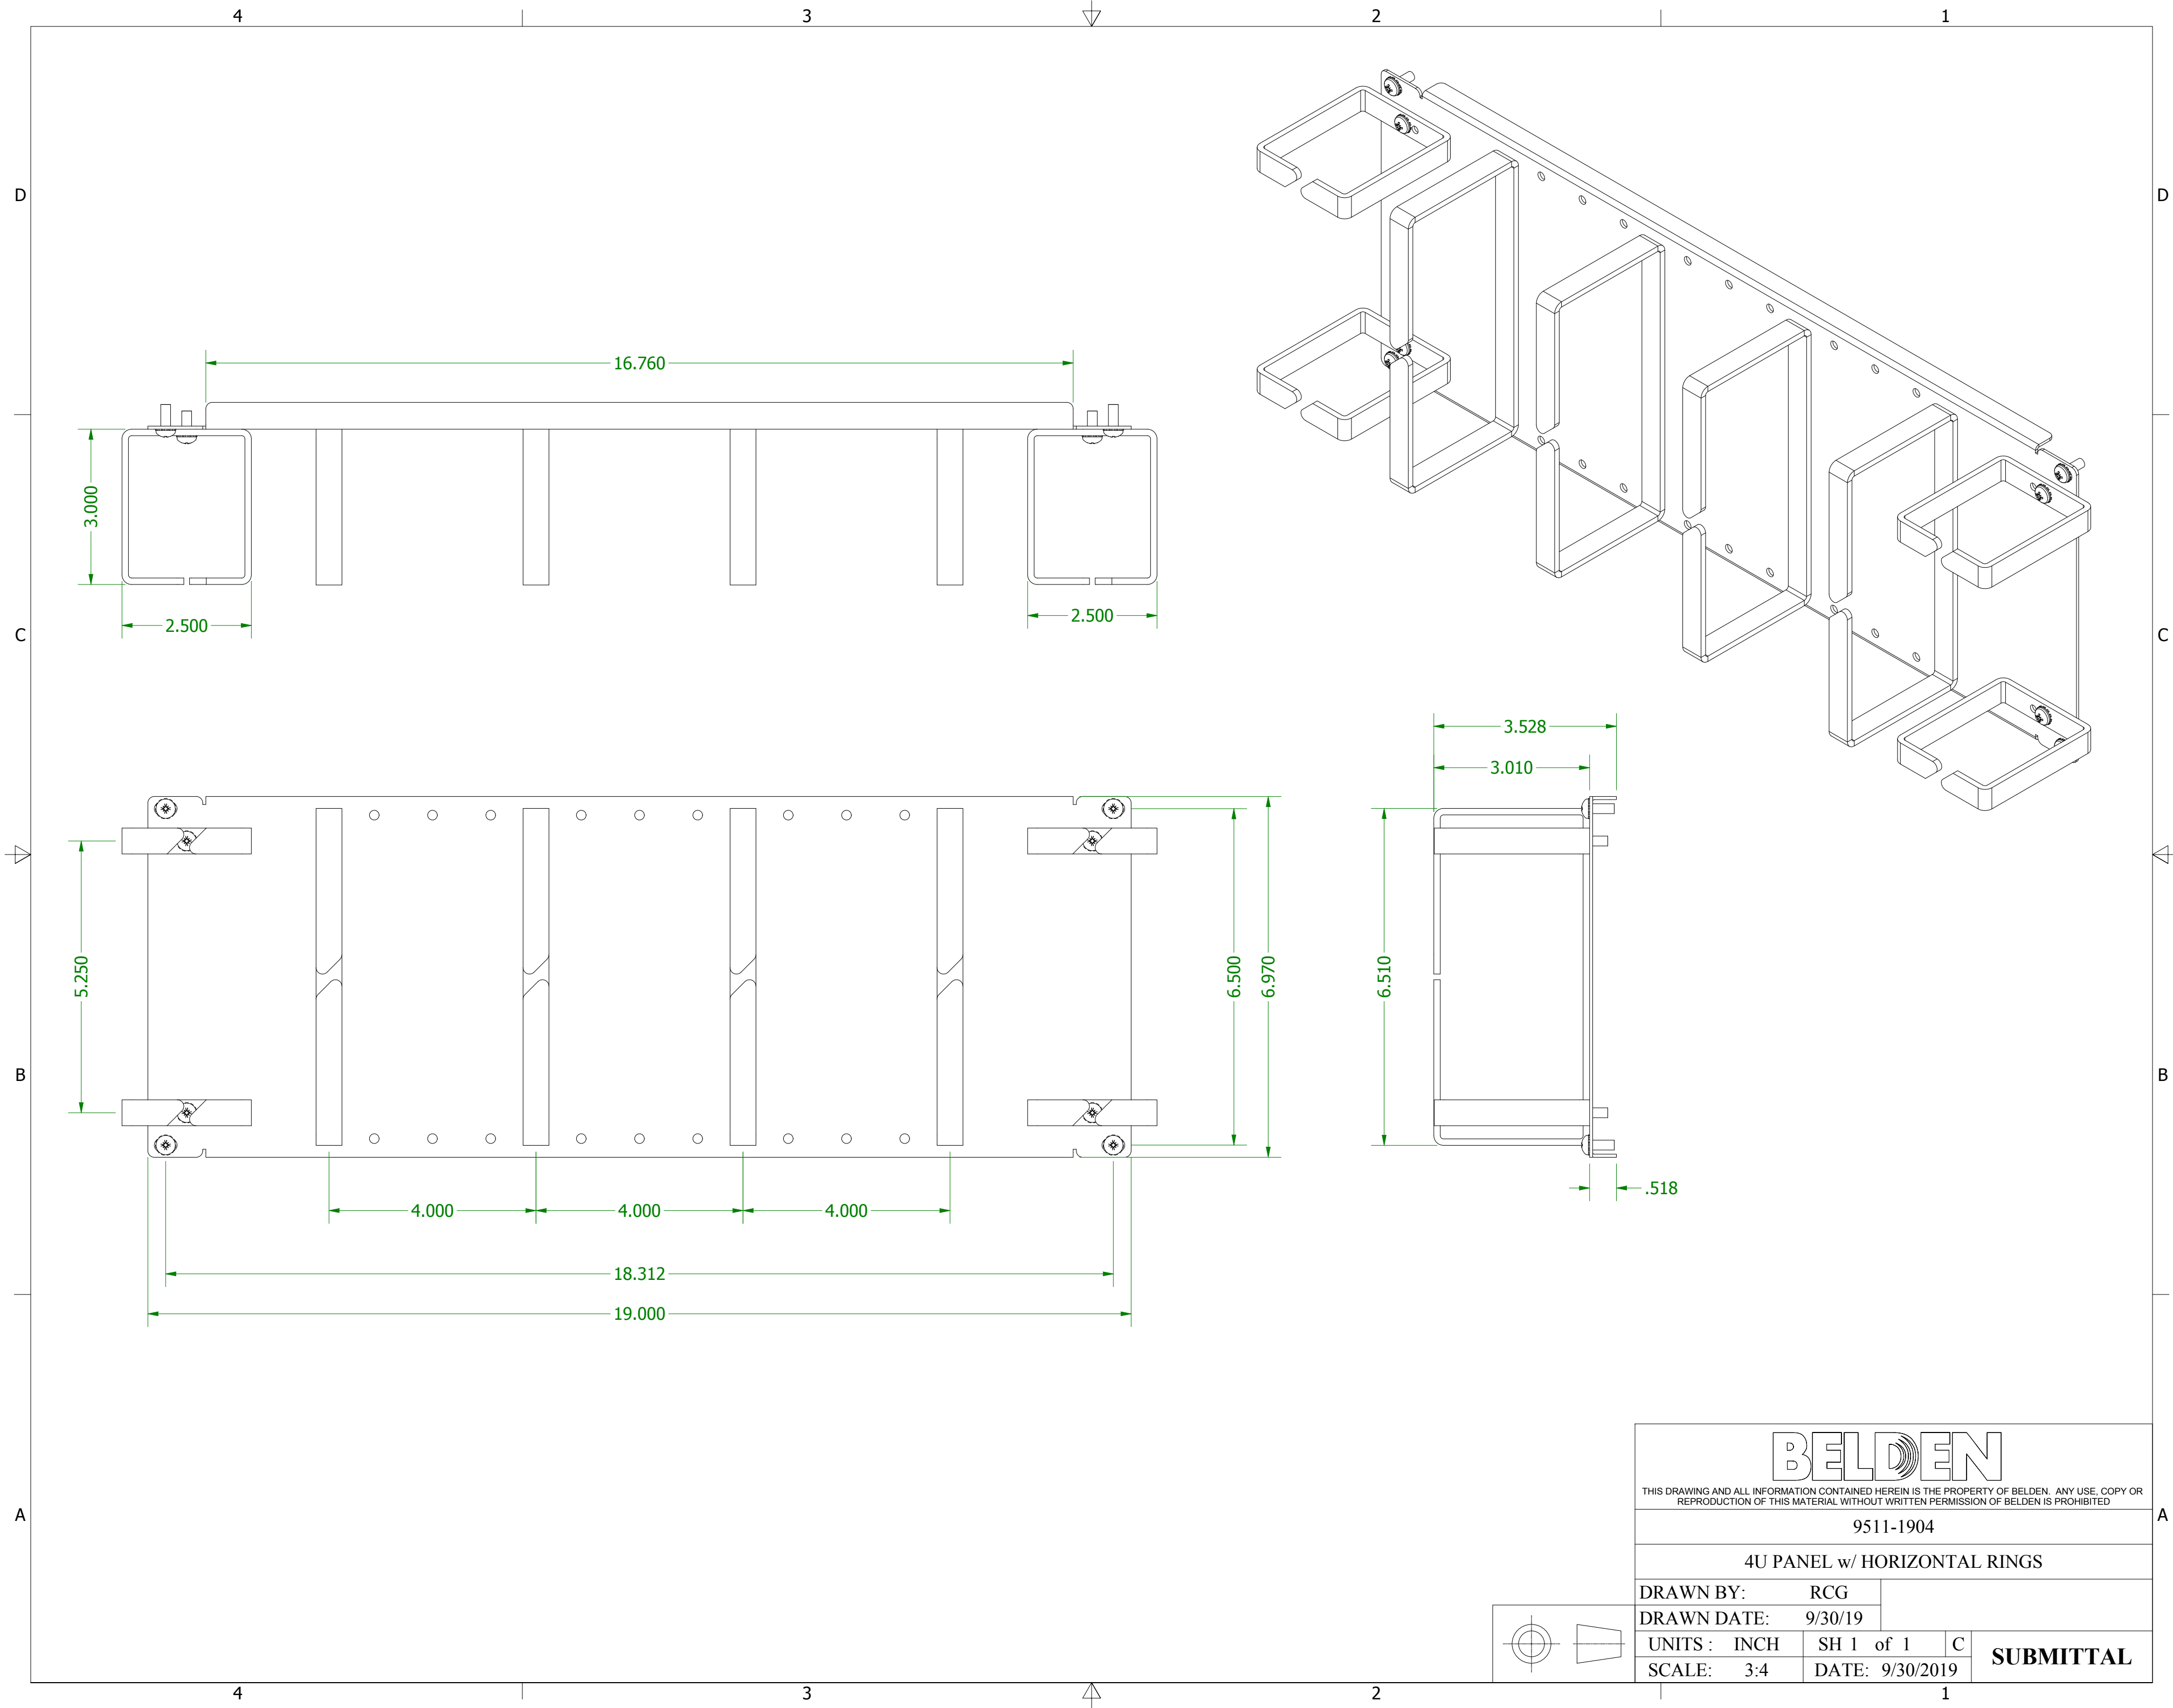 4 3 2 1
D D
16.760
3.000
2.500 2.500
C C
3.528
3.010
5.250 6.500 6.970 6.510
.518
B B
4.000 4.000 4.000
18.312
19.000
BELDEN
THIS DRAWING AND ALL INFORMATION CONTAINED HEREIN IS THE PROPERTY OF BELDEN. ANY USE, COPY OR
REPRODUCTION OF THIS MATERIAL WITHOUT WRITTEN PERMISSION OF BELDEN IS PROHIBITED
A A
9511-1904
4U PANEL w/ HORIZONTAL RINGS
DRAWN BY: RCG
DRAWN DATE: 9/30/19
UNITS : INCH SH 1 of 1 C
SCALE: 3:4 DATE: 9/30/2019
SUBMITTAL
4 3 2 1